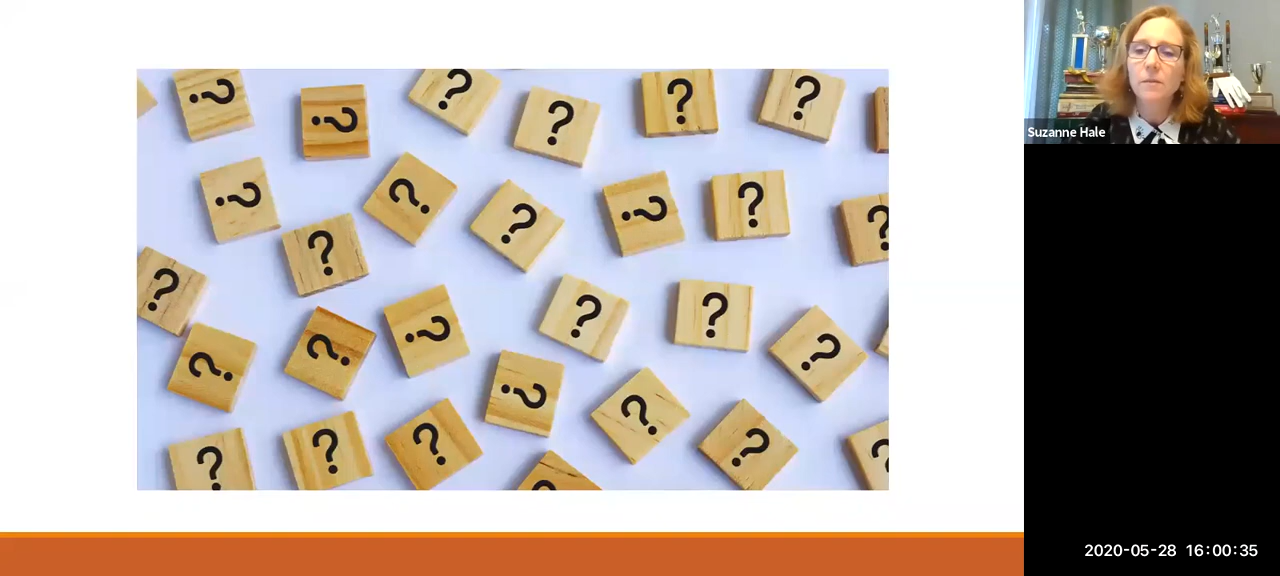 ? ? ? ? ? ?
? ? ? ? ? ? ?
? ? ? ? ? ? ? ? ?
? ? ? ? ? ?
Suzanne Hale
2020-05-28 16:00:35